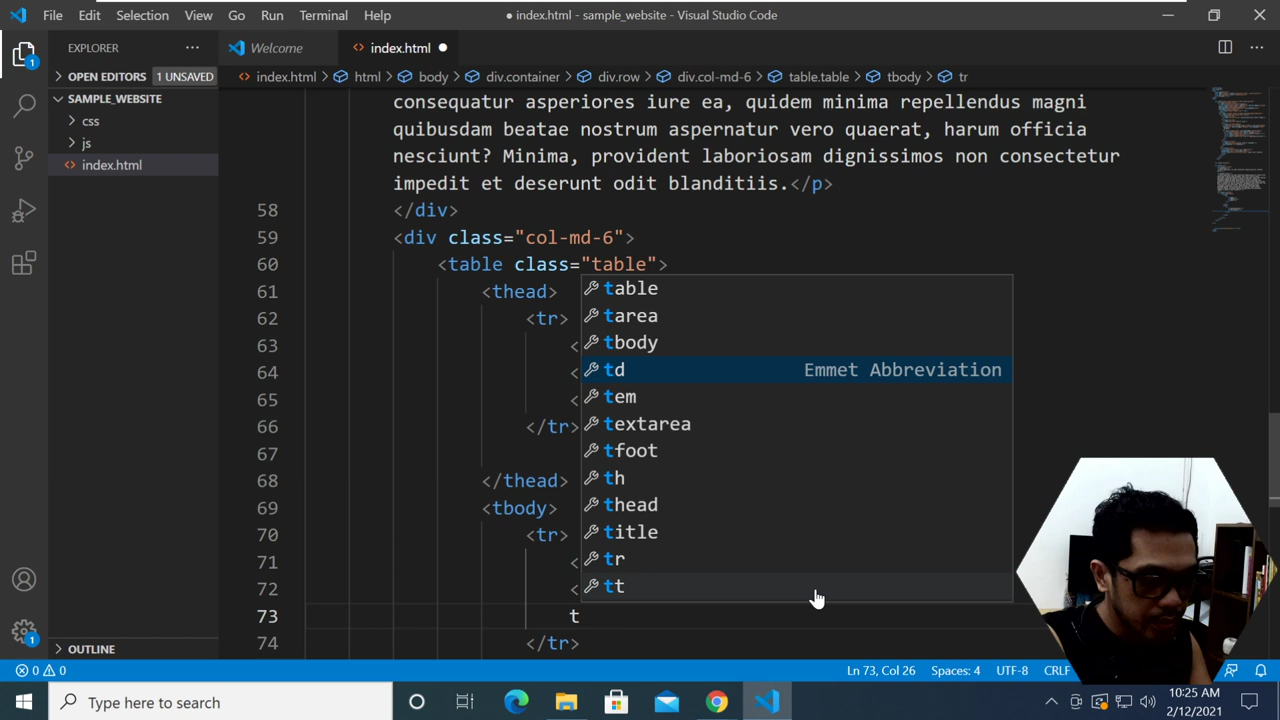 File Edit Selection View Go Run Terminal Help
● index.html - sample_website - Visual Studio Code
EXPLORER
Welcome
index.html
OPEN EDITORS 1 UNSAVED
index.html html body div.container div.row div.col-md-6 table.table tbody tr
SAMPLE_WEBSITE
css
js
index.html
consequatur asperiores iure ea, quidem minima repellendus magni
quibusdam beatae nostrum aspernatur vero quaerat, harum officia
nesciunt? Minima, provident laboriosam dignissimos non consectetur
impedit et deserunt odit blanditiis.</p>
58 </div>
59 <div class="col-md-6">
60 <table class="table">
61 <thead>
62 <tr>
63 <
64 <
65 <
66 </tr>
67
68 </thead>
69 <tbody>
70 <tr>
71 <
72 <
73 t
74 </tr>
table
tarea
tbody
td Emmet Abbreviation
tem
textarea
tfoot
th
thead
title
tr
tt
1
1
OUTLINE
0 0
Ln 73, Col 26 Spaces: 4 UTF-8 CRLF
Type here to search
10:25 AM
2/12/2021